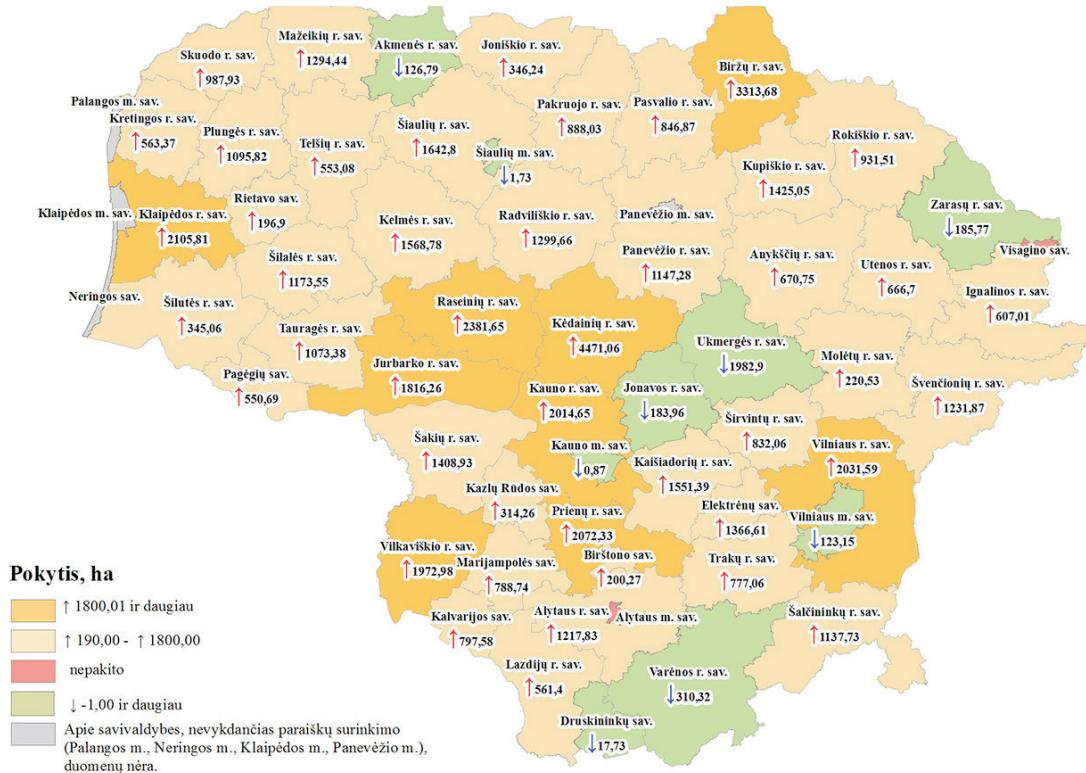 Skuodo r. sav.
↑ 987,93
Mažeikių r. sav.
↑ 1294,44
Akmenės r. sav.
↓ 126,79
Joniškio r. sav.
↑ 346,24
Biržų r. sav.
↑ 3313,68
Palangos m. sav.
Kretingos r. sav.
↑ 563,37
Plungės r. sav.
↑ 1095,82
Telšių r. sav.
↑ 553,08
Šiaulių r. sav.
↑ 1642,8
Šiaulių m. sav.
↓ 1,73
Pakruojo r. sav.
↑ 888,03
Pasvalio r. sav.
↑ 846,87
Rokiškio r. sav.
↑ 931,51
Kupiškio r. sav.
↑ 1425,05
Zarasų r. sav.
↓ 185,77
Visagino sav.
Klaipėdos m. sav.
Klaipėdos r. sav.
↑ 2105,81
Rietavo sav.
↑ 196,9
Kelmės r. sav.
↑ 1568,78
Radviliškio r. sav.
↑ 1299,66
Panevėžio m. sav.
Panevėžio r. sav.
↑ 1147,28
Anykščių r. sav.
↑ 670,75
Utenos r. sav.
↑ 666,7
Ignalinos r. sav.
↑ 607,01
Šilalės r. sav.
↑ 1173,55
Neringos sav.
Šilutės r. sav.
↑ 345,06
Tauragės r. sav.
↑ 1073,38
Raseinių r. sav.
↑ 2381,65
Kėdainių r. sav.
↑ 4471,06
Ukmergės r. sav.
↓ 1982,9
Molėtų r. sav.
↑ 220,53
Švenčionių r. sav.
↑ 1231,87
Pagėgių sav.
↑ 550,69
Jurbarko r. sav.
↑ 1816,26
Kauno r. sav.
↑ 2014,65
Jonavos r. sav.
↓ 183,96
Širvintų r. sav.
↑ 832,06
Vilniaus r. sav.
↑ 2031,59
Šakių r. sav.
↑ 1408,93
Kauno m. sav.
↓ 0,87
Kaišiadorių r. sav.
↑ 1551,39
Kazlų Rūdos sav.
↑ 314,26
Prienų r. sav.
↑ 2072,33
Elektrėnų sav.
↑ 1366,61
Vilniaus m. sav.
↓ 123,15
Vilkaviškio r. sav.
↑ 1972,98
Marijampolės sav.
↑ 788,74
Birštono sav.
↑ 200,27
Trakų r. sav.
↑ 777,06
Kalvarijos sav.
↑ 797,58
Alytaus r. sav.
↑ 1217,83
Alytaus m. sav.
Šalčininkų r. sav.
↑ 1137,73
Lazdijų r. sav.
↑ 561,4
Varėnos r. sav.
↓ 310,32
Druskininkų sav.
↓ 17,73
Pokytis, ha
↑ 1800,01 ir daugiau
↑ 190,00 - ↑ 1800,00
nepakito
↓ -1,00 ir daugiau
Apie savivaldybes, nevykdančias paraiškų surinkimo
(Palangos m., Neringos m., Klaipėdos m., Panevėžio m.),
duomenų nėra.